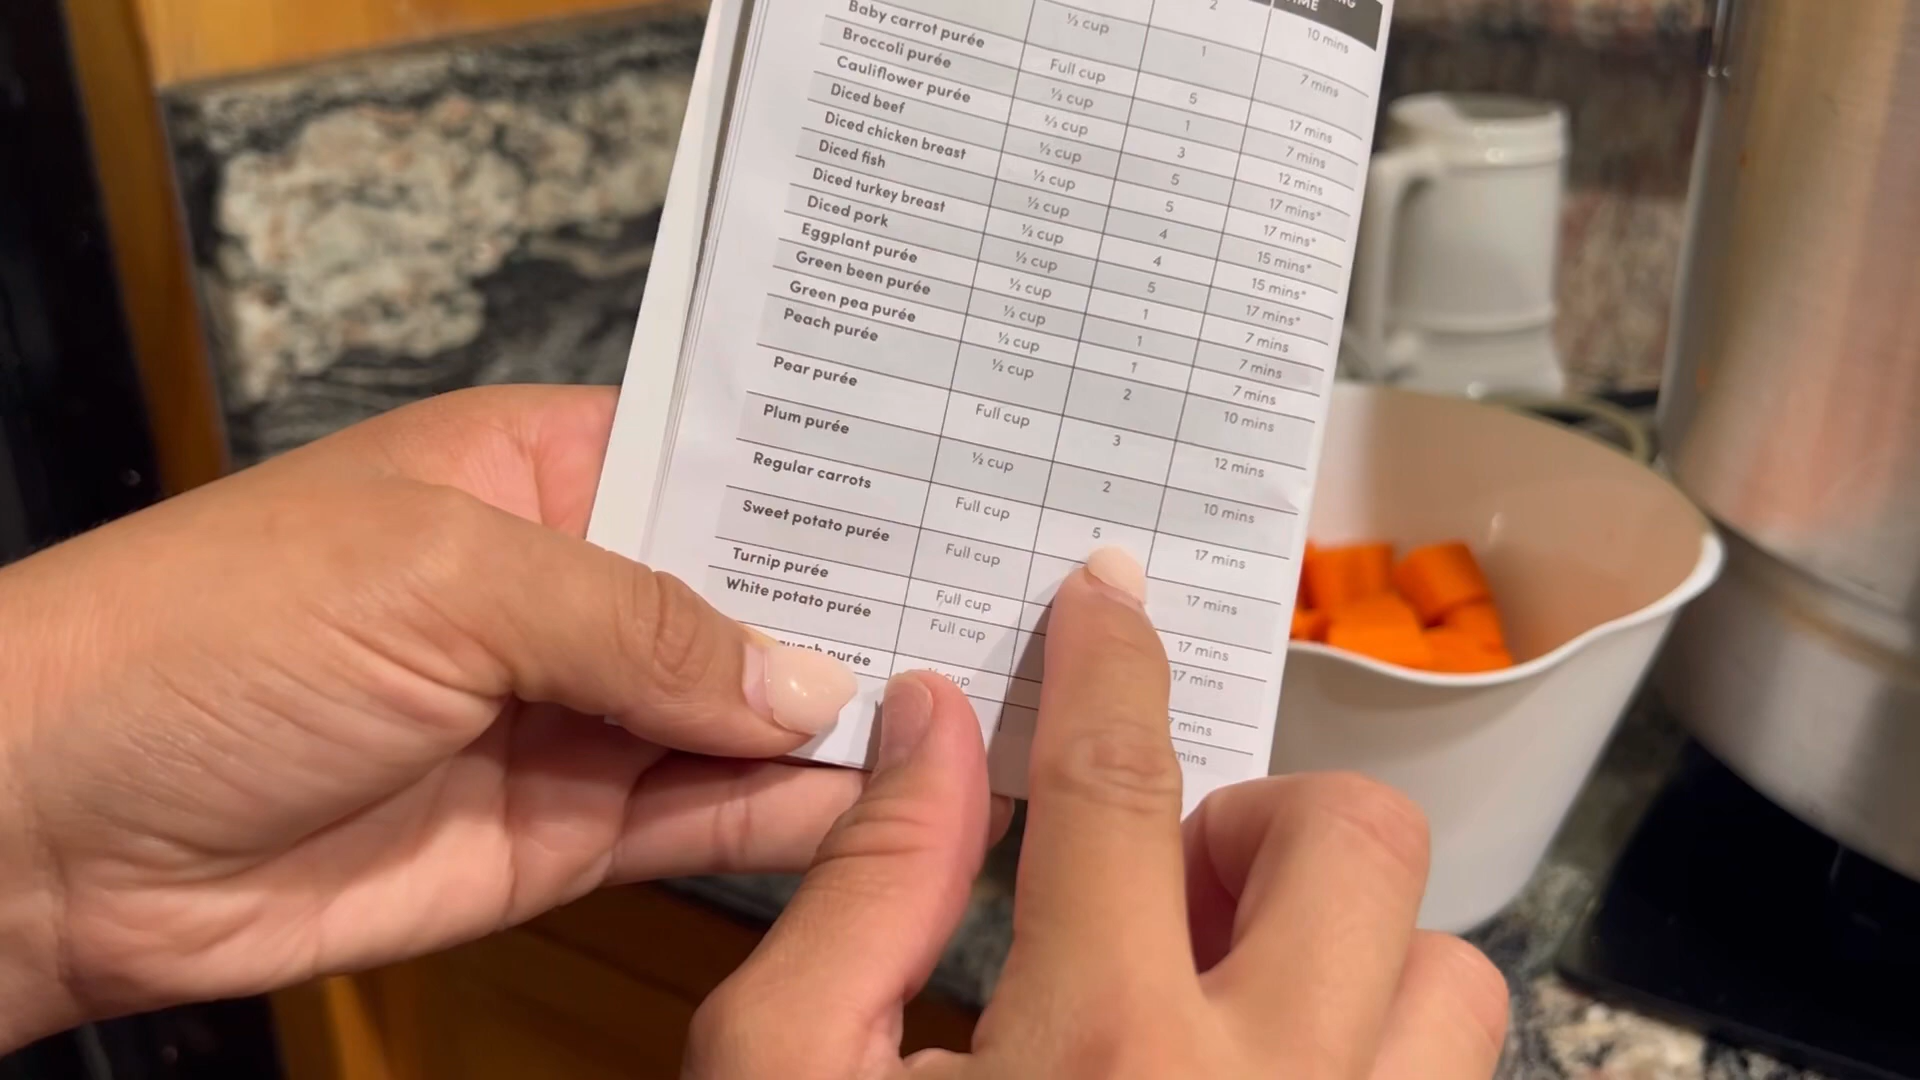 2 10 mins
½ cup 1 7 mins
Baby carrot purée Full cup 5 17 mins
Broccoli purée ½ cup 1 7 mins
Cauliflower purée ⅔ cup 3 12 mins
Diced beef ½ cup 5 17 mins*
Diced chicken breast ½ cup 5 17 mins*
Diced fish ½ cup 4 15 mins*
Diced turkey breast ½ cup 4 15 mins*
Diced pork ½ cup 5 17 mins*
Eggplant purée ½ cup 1 7 mins
Green been purée ½ cup 1 7 mins
Green pea purée ½ cup 1 7 mins
Peach purée ½ cup 2 10 mins
Pear purée Full cup 3 12 mins
Plum purée ½ cup 2 10 mins
Regular carrots Full cup 5 17 mins
Sweet potato purée Full cup 17 mins
Turnip purée Full cup 17 mins
White potato purée Full cup 17 mins
purée cup mins
mins